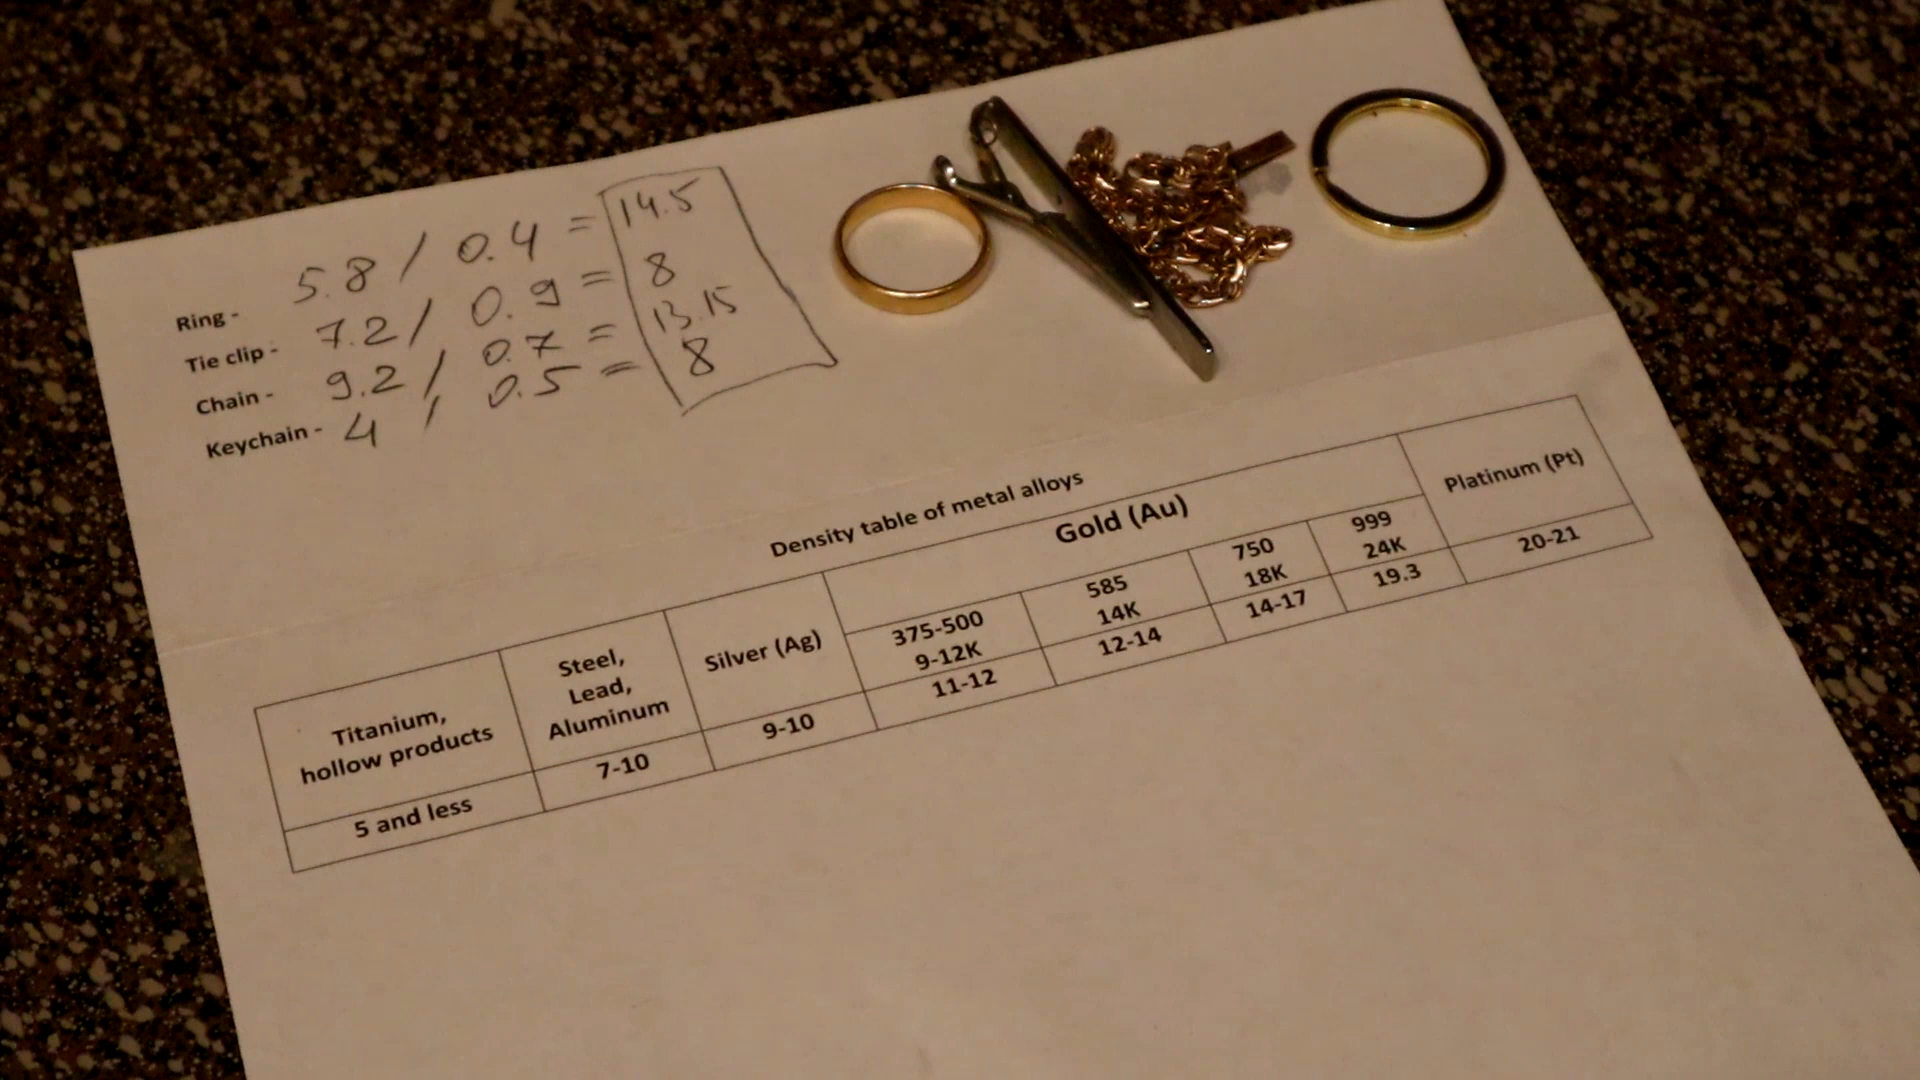 Ring - 5.8 / 0.4 = 14.5
Tie clip - 7.2 / 0.9 = 8
Chain - 9.2 / 0.7 = 13.15
Keychain - 4 / 0.5 = 8
Density table of metal alloys
Titanium,
hollow products
Steel,
Lead,
Aluminum
Silver (Ag)
Gold (Au)
375-500
9-12K
585
14K
750
18K
999
24K
Platinum (Pt)
5 and less
7-10
9-10
11-12
12-14
14-17
19.3
20-21